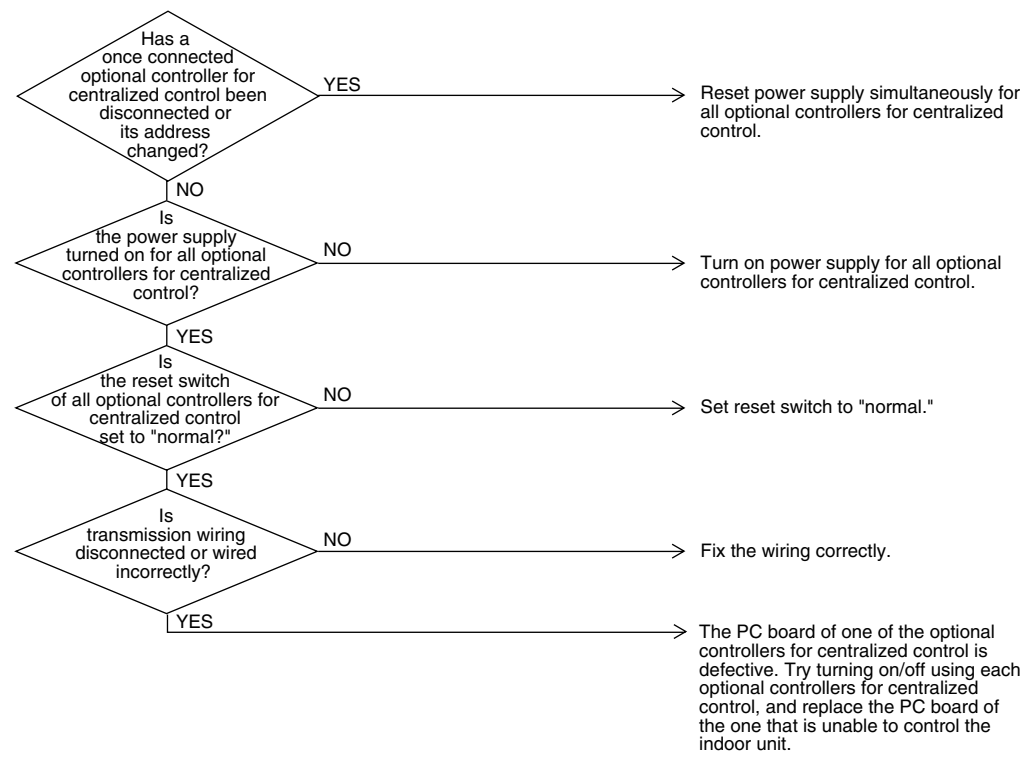 Has a
once connected
optional controller for
centralized control been
disconnected or
its address
changed?
YES
Reset power supply simultaneously for
all optional controllers for centralized
control.
NO
Is
the power supply
turned on for all optional
controllers for centralized
control?
NO
Turn on power supply for all optional
controllers for centralized control.
YES
Is
the reset switch
of all optional controllers for
centralized control
set to "normal?"
NO
Set reset switch to "normal."
YES
Is
transmission wiring
disconnected or wired
incorrectly?
NO
Fix the wiring correctly.
YES
The PC board of one of the optional
controllers for centralized control is
defective. Try turning on/off using each
optional controllers for centralized
control, and replace the PC board of
the one that is unable to control the
indoor unit.